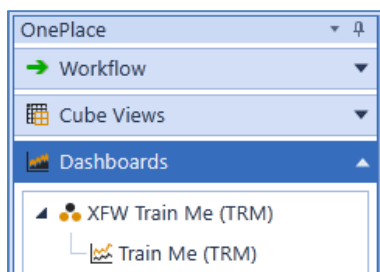 OnePlace
Workflow
Cube Views
Dashboards
XFW Train Me (TRM)
Train Me (TRM)